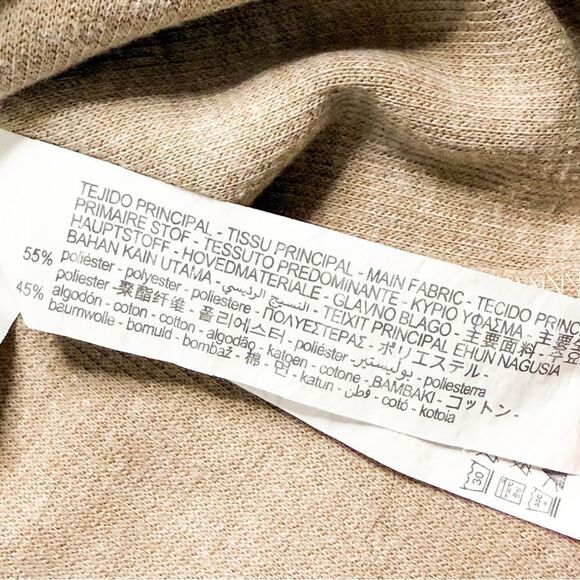 TEJIDO PRINCIPAL - TISSU PRINCIPAL - MAIN FABRIC - TECIDO PRINC
PRIMAIRE STOF - TESSUTO PREDOMINANTE - ΚΥΡΙΟ ΥΦΑΣΜΑ - 主要
HAUPTSTOFF - HOVEDMATERIALE - GLAVNO BLAGO - 主要面料 -
BAHAN KAIN UTAMA - النسيج الرئيسي - TEIXIT PRINCIPAL EHUN NAGUSIA
55% poliéster - polyester - poliestere - ΠΟΛΥΕΣΤΕΡΑΣ - ポリエステル -
poliester - 聚酯纤维 - 폴리에스터 - poliéster - بوليستير - poliesterra
45% algodón - coton - cotton - algodão - katoen - cotone - BAMBAKI - コットン -
baumwolle - bomuld - bombaž - 棉 - 면 - katun - قطن - cotó - kotoia
30